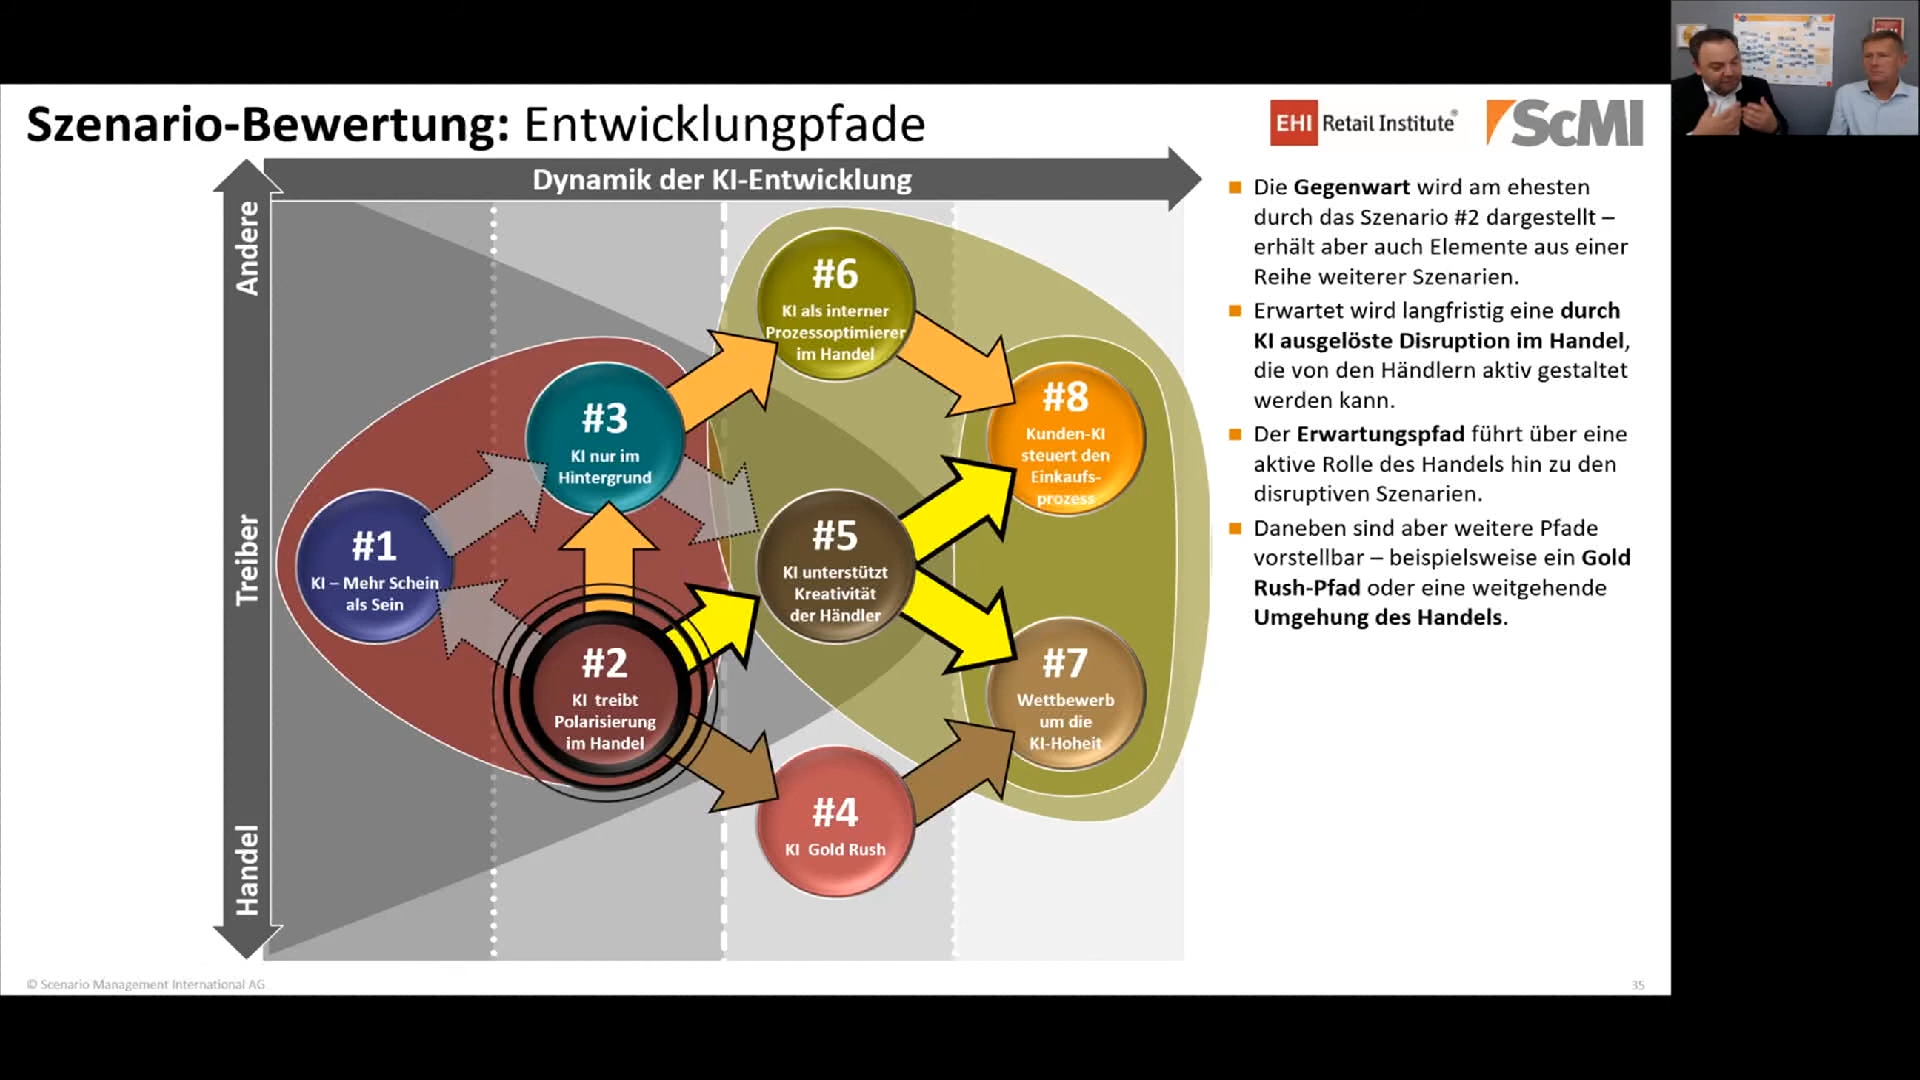 Szenario-Bewertung: Entwicklungpfade
EHI Retail Institute®
ScMI
Dynamik der KI-Entwicklung
Andere
Treiber
Handel
#6
KI als interner
Prozessoptimierer
im Handel
#3
KI nur im
Hintergrund
#8
Kunden-KI
steuert den
Einkaufs-
prozess
#1
KI – Mehr Schein
als Sein
#5
KI unterstützt
Kreativität
der Händler
#2
KI treibt
Polarisierung
im Handel
#7
Wettbewerb
um die
KI-Hoheit
#4
KI Gold Rush
Die Gegenwart wird am ehesten
durch das Szenario #2 dargestellt –
erhält aber auch Elemente aus einer
Reihe weiterer Szenarien.
Erwartet wird langfristig eine durch
KI ausgelöste Disruption im Handel,
die von den Händlern aktiv gestaltet
werden kann.
Der Erwartungspfad führt über eine
aktive Rolle des Handels hin zu den
disruptiven Szenarien.
Daneben sind aber weitere Pfade
vorstellbar – beispielsweise ein Gold
Rush-Pfad oder eine weitgehende
Umgehung des Handels.
© Scenario Management International AG
35